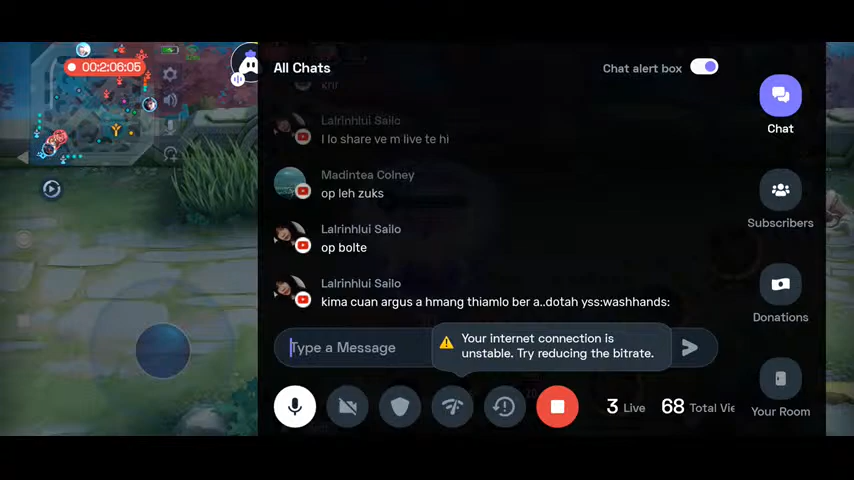 00:2:06:05
All Chats
Chat alert box
Lalrinhlui Sailo
I lo share ve m live te hi
Chat
Madintea Colney
op leh zuks
Subscribers
Lalrinhlui Sailo
op bolte
Lalrinhlui Sailo
kima cuan argus a hmang thiamlo ber a..dotah yss:washhands:
Donations
Type a Message
Your internet connection is
unstable. Try reducing the bitrate.
3 Live
68 Total Vie
Your Room